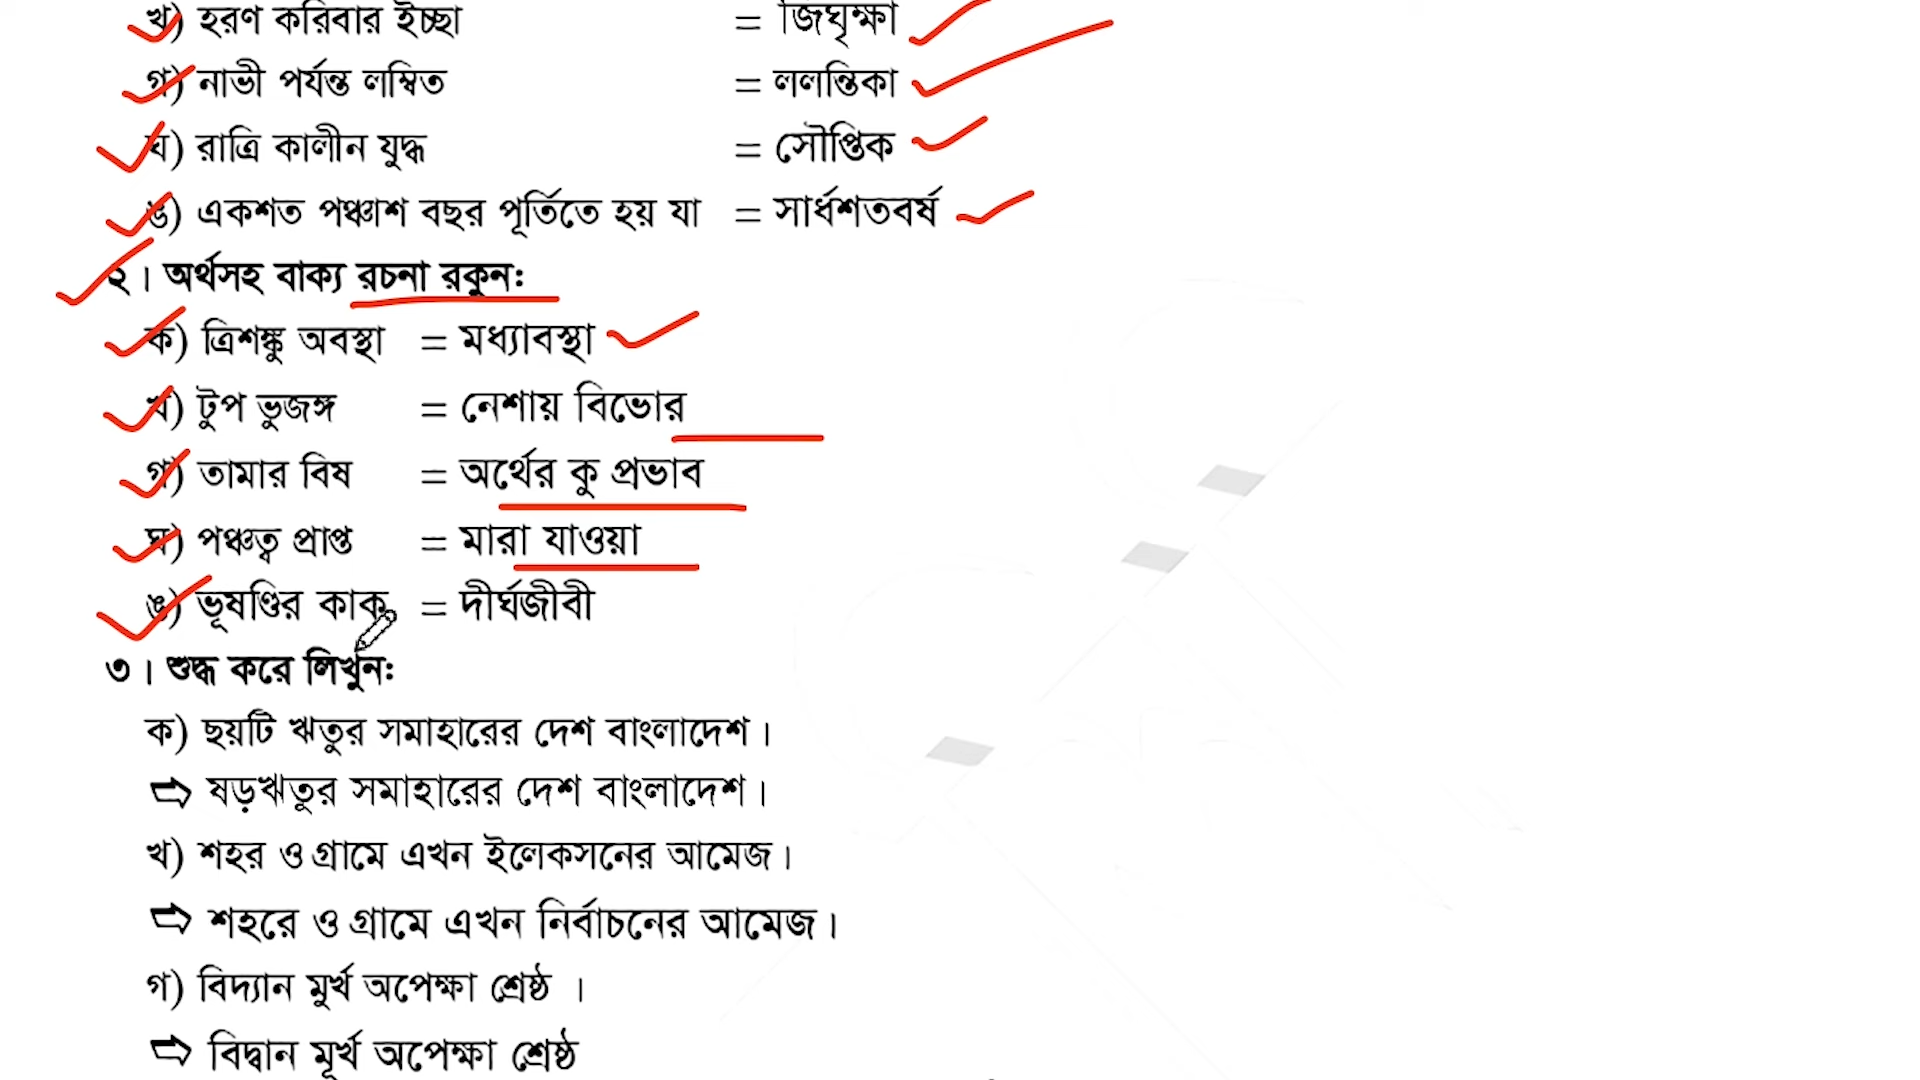 খ) হরণ করিবার ইচ্ছা = জিঘৃক্ষা
গ) নাভী পর্যন্ত লম্বিত = ললন্তিকা
ঘ) রাত্রি কালীন যুদ্ধ = সৌপ্তিক
ঙ) একশত পঞ্চাশ বছর পূর্তিতে হয় যা = সার্ধশতবর্ষ
২। অর্থসহ বাক্য রচনা রকুন:
ক) ত্রিশঙ্কু অবস্থা = মধ্যাবস্থা
খ) টুপ ভুজঙ্গ = নেশায় বিভোর
গ) তামার বিষ = অর্থের কু প্রভাব
ঘ) পঞ্চত্ব প্রাপ্ত = মারা যাওয়া
ঙ) ভূষণ্ডির কাক = দীর্ঘজীবী
৩। শুদ্ধ করে লিখুন:
ক) ছয়টি ঋতুর সমাহারের দেশ বাংলাদেশ।
⇨ ষড়ঋতুর সমাহারের দেশ বাংলাদেশ।
খ) শহর ও গ্রামে এখন ইলেকসনের আমেজ।
⇨ শহরে ও গ্রামে এখন নির্বাচনের আমেজ।
গ) বিদ্যান মুর্খ অপেক্ষা শ্রেষ্ঠ ।
⇨ বিদ্বান মূর্খ অপেক্ষা শ্রেষ্ঠ